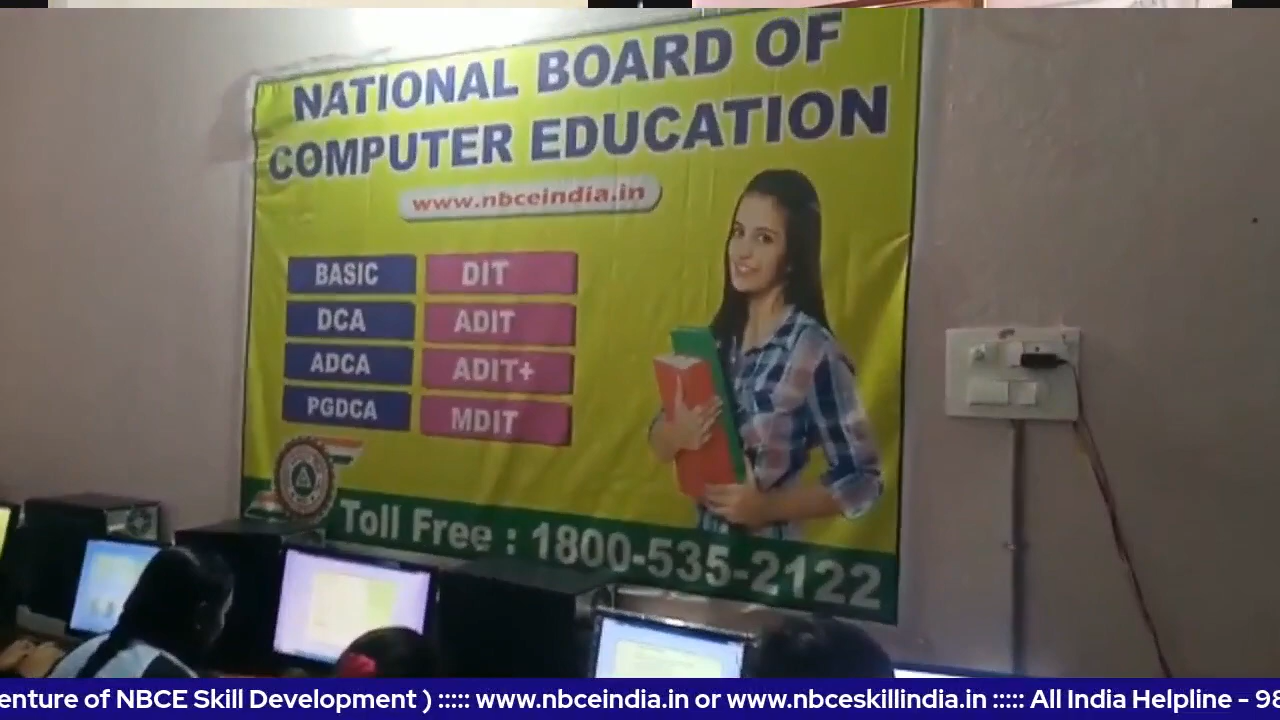 NATIONAL BOARD OF
COMPUTER EDUCATION
www.nbceindia.in
BASIC DIT
DCA ADIT
ADCA ADIT+
PGDCA MDIT
Toll Free : 1800-535-2122
enture of NBCE Skill Development ) ::::: www.nbceindia.in or www.nbceskillindia.in ::::: All India Helpline - 98